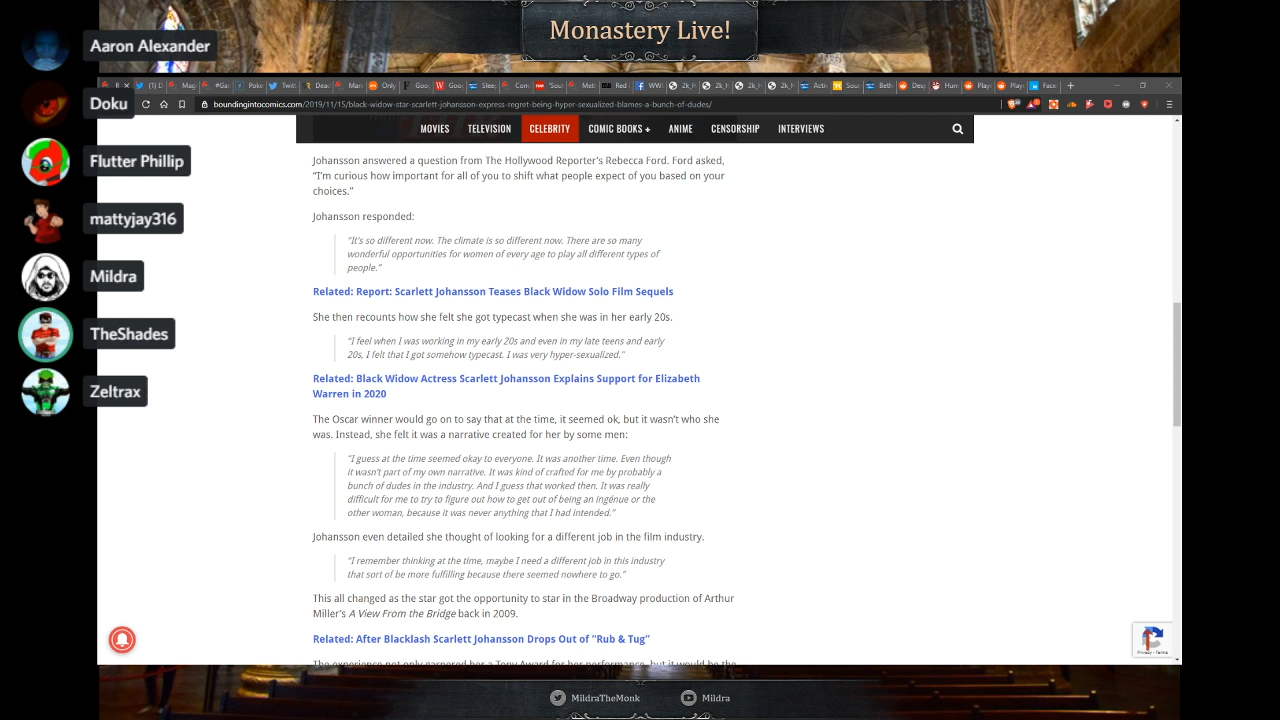 Monastery Live!
Aaron Alexander
Doku
Flutter Phillip
mattyjay316
Mildra
TheShades
Zeltrax
boundingintocomics.com/2019/11/15/black-widow-star-scarlett-johansson-express-regret-being-hyper-sexualized-blames-a-bunch-of-dudes/
MOVIES TELEVISION CELEBRITY COMIC BOOKS + ANIME CENSORSHIP INTERVIEWS
Johansson answered a question from The Hollywood Reporter's Rebecca Ford. Ford asked,
"I'm curious how important for all of you to shift what people expect of you based on your
choices."
Johansson responded:
"It's so different now. The climate is so different now. There are so many
wonderful opportunities for women of every age to play all different types of
people."
Related: Report: Scarlett Johansson Teases Black Widow Solo Film Sequels
She then recounts how she felt she got typecast when she was in her early 20s.
"I feel when I was working in my early 20s and even in my late teens and early
20s, I felt that I got somehow typecast. I was very hyper-sexualized."
Related: Black Widow Actress Scarlett Johansson Explains Support for Elizabeth
Warren in 2020
The Oscar winner would go on to say that at the time, it seemed ok, but it wasn't who she
was. Instead, she felt it was a narrative created for her by some men:
"I guess at the time seemed okay to everyone. It was another time. Even though
it wasn't part of my own narrative. It was kind of crafted for me by probably a
bunch of dudes in the industry. And I guess that worked then. It was really
difficult for me to try to figure out how to get out of being an ingénue or the
other woman, because it was never anything that I had intended."
Johansson even detailed she thought of looking for a different job in the film industry.
"I remember thinking at the time, maybe I need a different job in this industry
that sort of be more fulfilling because there seemed nowhere to go."
This all changed as the star got the opportunity to star in the Broadway production of Arthur
Miller's A View From the Bridge back in 2009.
Related: After Blacklash Scarlett Johansson Drops Out of "Rub & Tug"
The experience not only garnered her a Tony Award for her performance, but it would be the
Privacy - Terms
MildraTheMonk Mildra